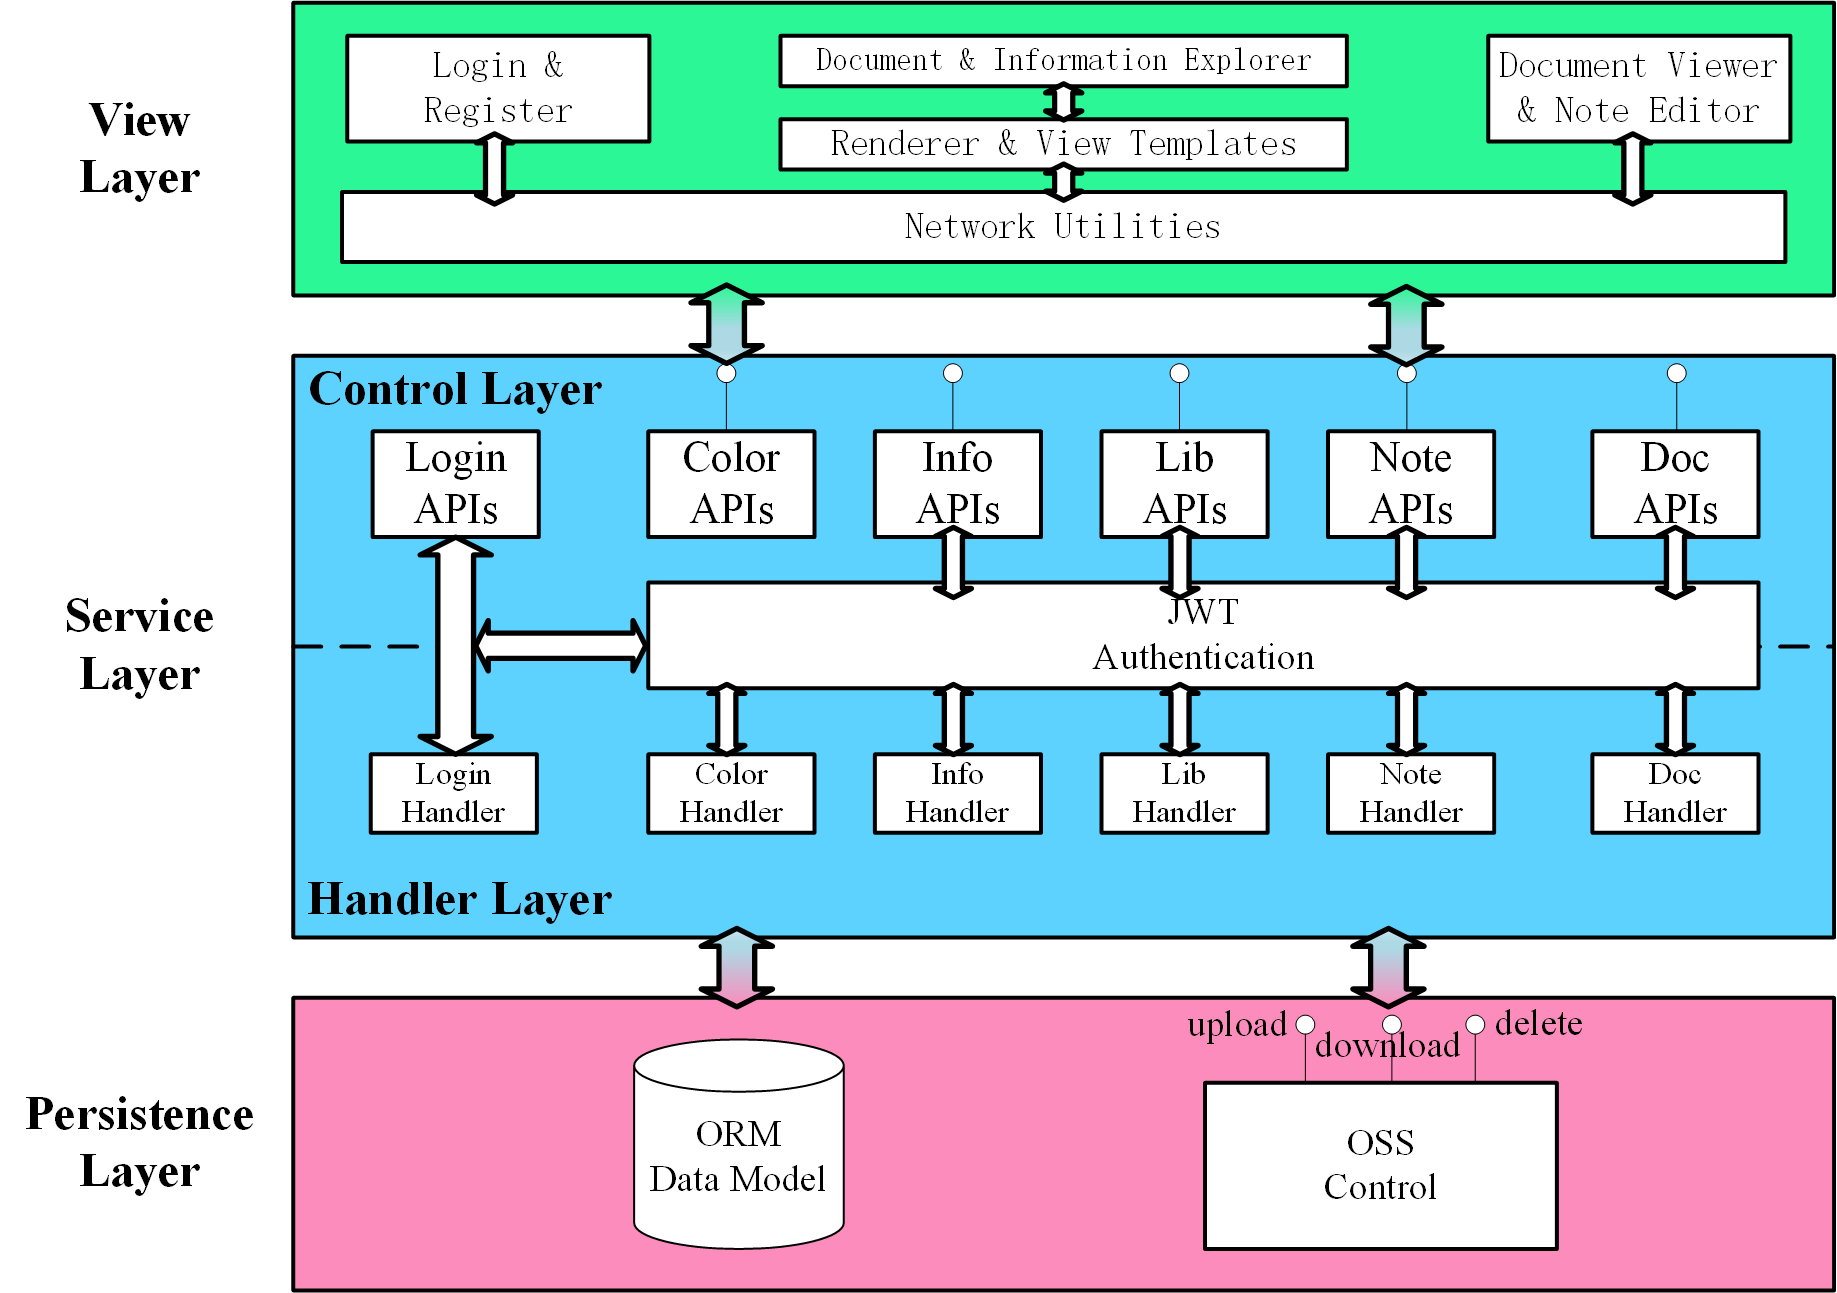 View
Layer
Login &
Register
Document & Information Explorer
Renderer & View Templates
Document Viewer
& Note Editor
Network Utilities
Service
Layer
Control Layer
Login
APIs
Color
APIs
Info
APIs
Lib
APIs
Note
APIs
Doc
APIs
JWT
Authentication
Login
Handler
Color
Handler
Info
Handler
Lib
Handler
Note
Handler
Doc
Handler
Handler Layer
Persistence
Layer
ORM
Data Model
upload
download
delete
OSS
Control